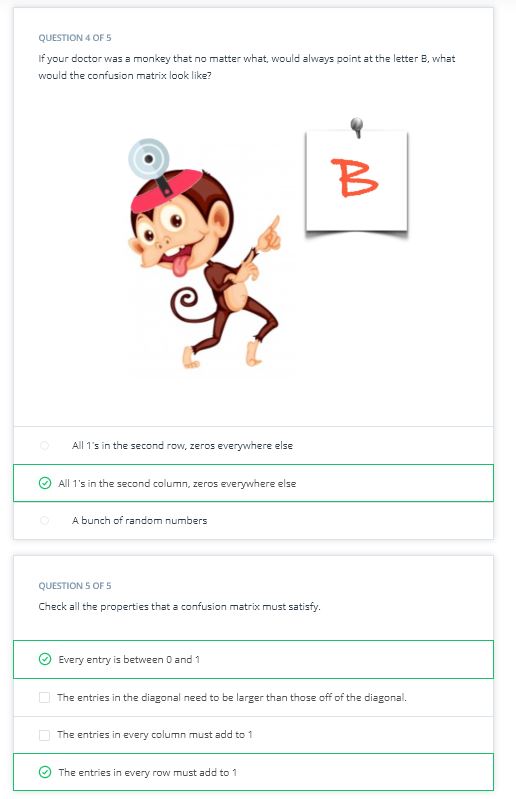 QUESTION 4 OF 5
If your doctor was a monkey that no matter what, would always point at the letter B, what
would the confusion matrix look like?
B
All 1's in the second row, zeros everywhere else
All 1's in the second column, zeros everywhere else
A bunch of random numbers
QUESTION 5 OF 5
Check all the properties that a confusion matrix must satisfy.
Every entry is between 0 and 1
The entries in the diagonal need to be larger than those off of the diagonal.
The entries in every column must add to 1
The entries in every row must add to 1